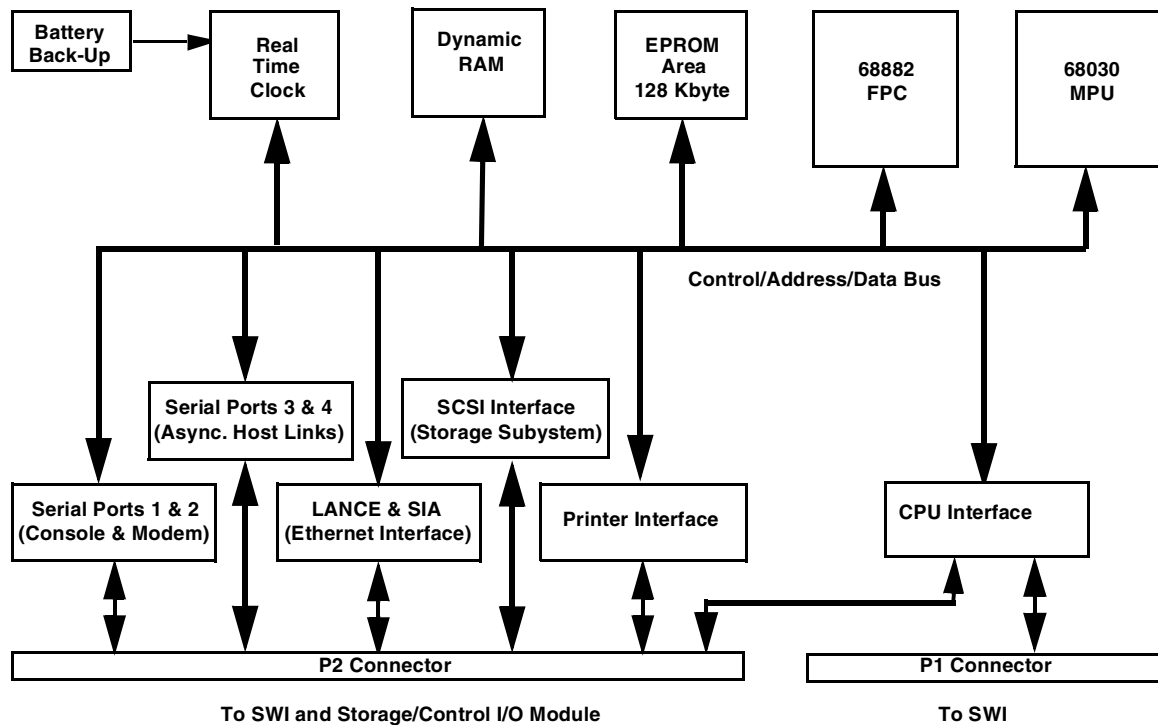 Battery
Back-Up
Real
Time
Clock
Dynamic
RAM
EPROM
Area
128 Kbyte
68882
FPC
68030
MPU
Control/Address/Data Bus
Serial Ports 3 & 4
(Async. Host Links)
SCSI Interface
(Storage Subystem)
Serial Ports 1 & 2
(Console & Modem)
LANCE & SIA
(Ethernet Interface)
Printer Interface
CPU Interface
P2 Connector
P1 Connector
To SWI and Storage/Control I/O Module
To SWI